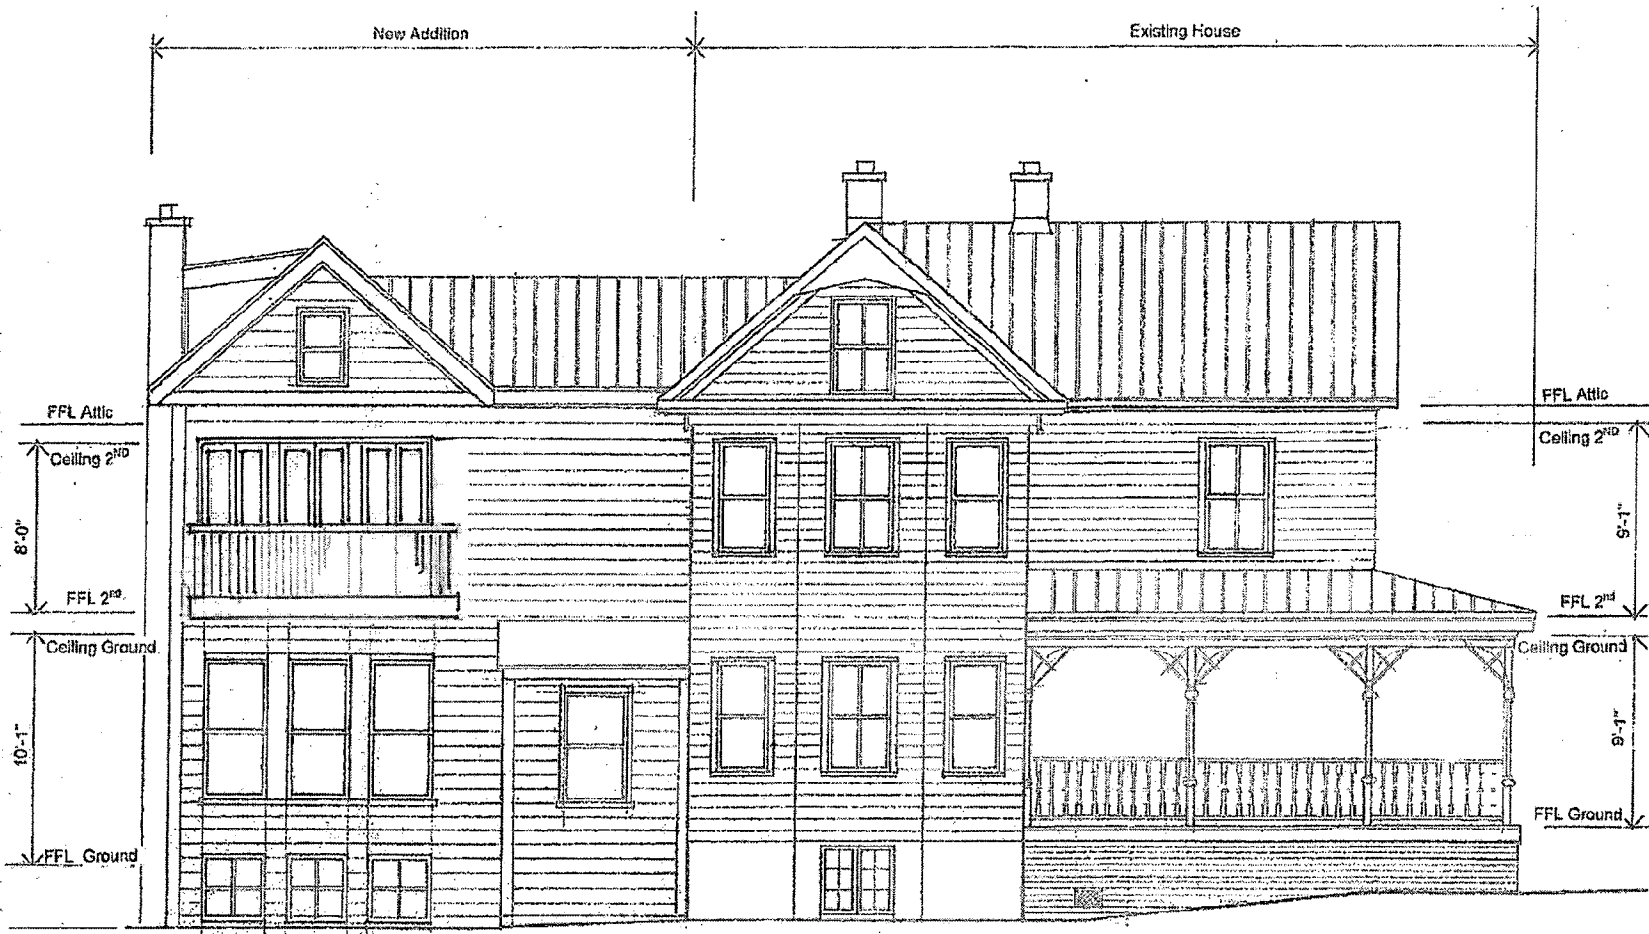 New Addition
Existing House
FFL Attic
Ceiling 2ND
8'-0"
FFL 2nd
Ceiling Ground
10'-1"
FFL Ground
FFL Attic
Ceiling 2ND
9'-1"
FFL 2nd
Ceiling Ground
9'-1"
FFL Ground